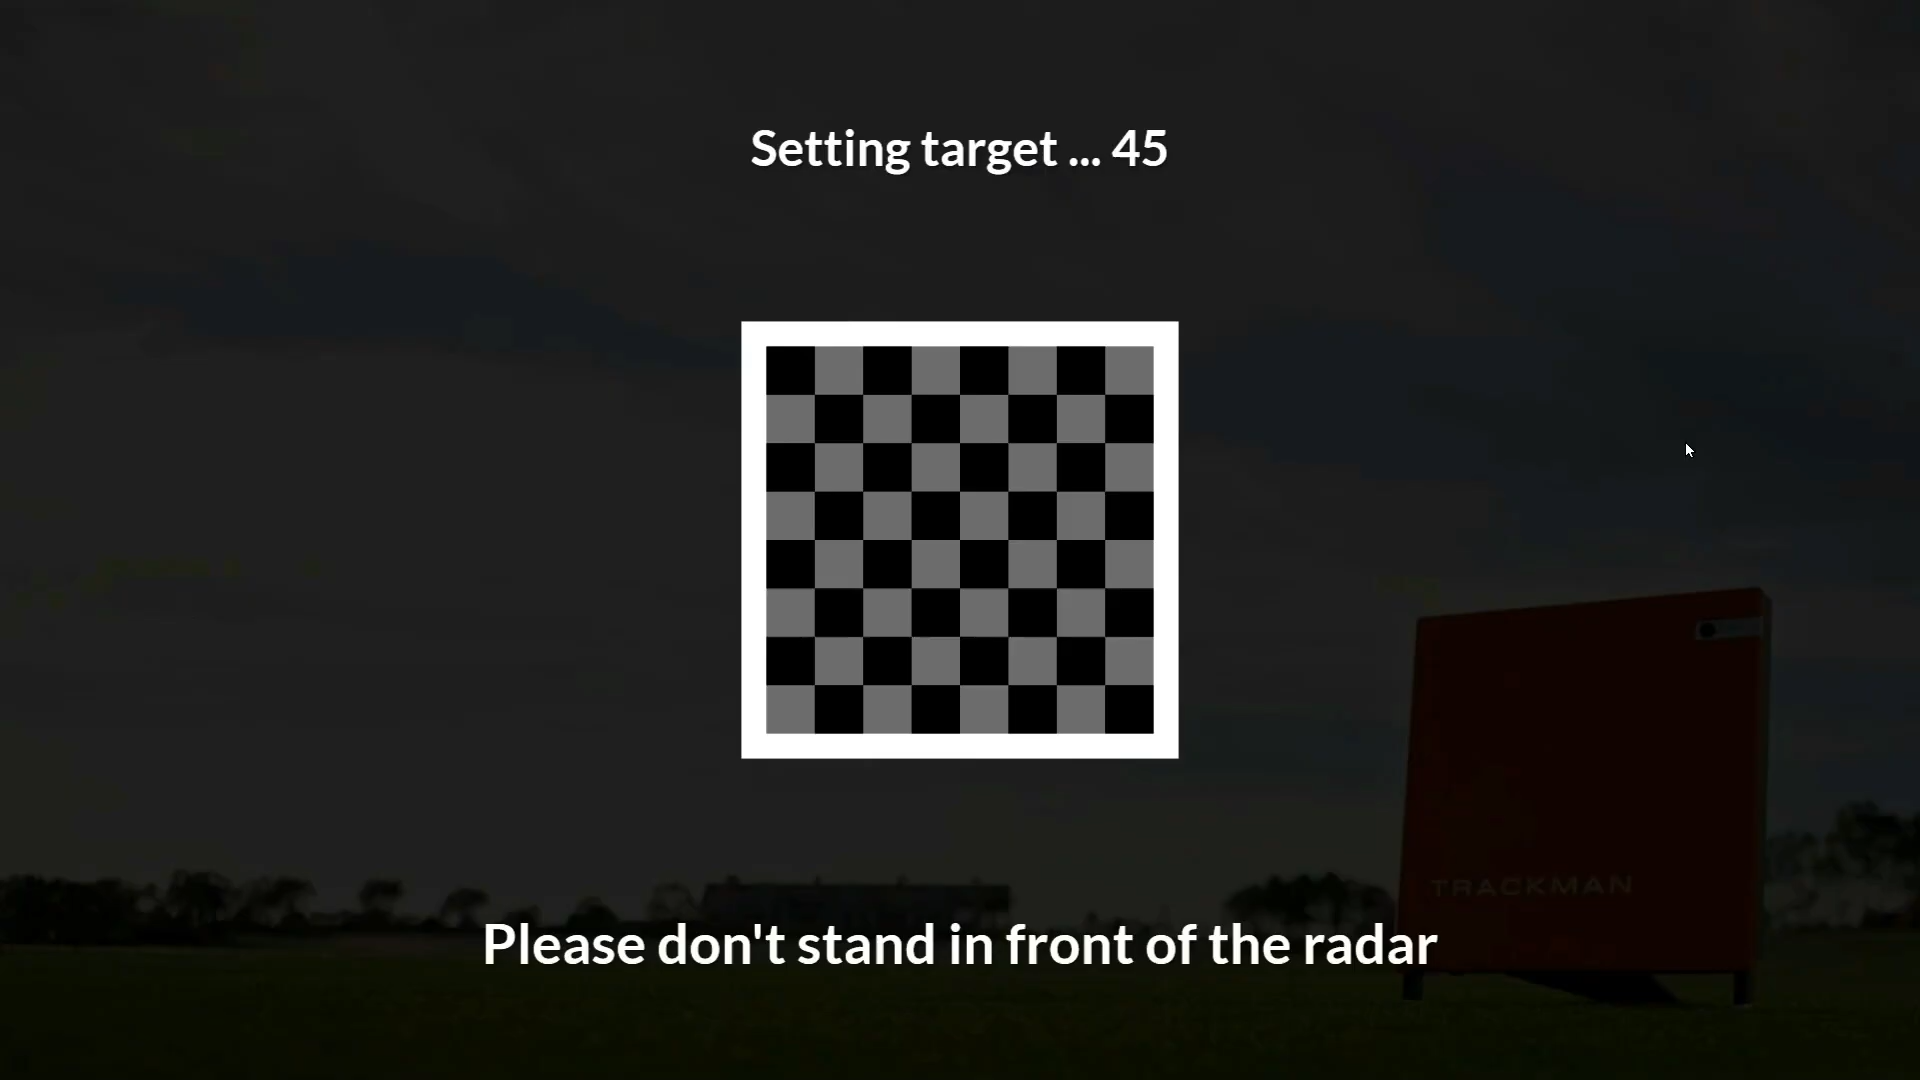 Setting target ... 45
TRACKMAN
Please don't stand in front of the radar